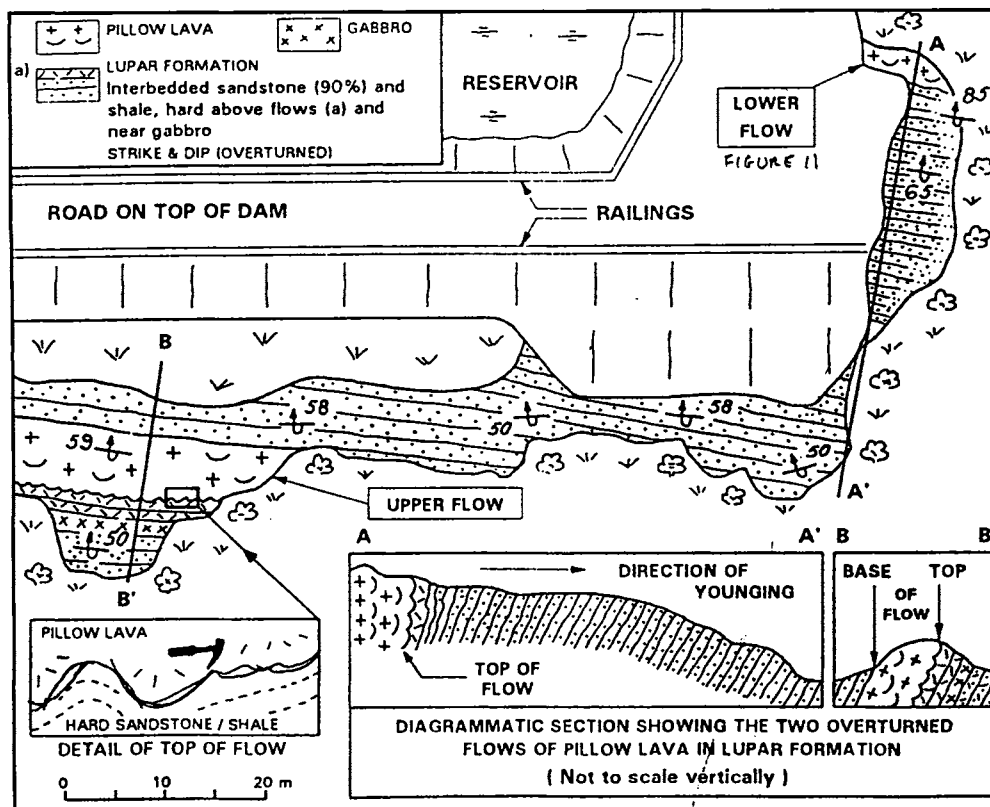 PILLOW LAVA
GABBRO
a)
LUPAR FORMATION
Interbedded sandstone (90%) and
shale, hard above flows (a) and
near gabbro
STRIKE & DIP (OVERTURNED)
RESERVOIR
A
85
LOWER
FLOW
FIGURE 11
65
ROAD ON TOP OF DAM
RAILINGS
B
58
50
58
59
50
UPPER FLOW
A'
50
B'
A
A'
B
B
DIRECTION OF
YOUNGING
TOP OF
FLOW
BASE
TOP
OF
FLOW
PILLOW LAVA
HARD SANDSTONE / SHALE
DETAIL OF TOP OF FLOW
0 10 20 m
DIAGRAMMATIC SECTION SHOWING THE TWO OVERTURNED
FLOWS OF PILLOW LAVA IN LUPAR FORMATION
( Not to scale vertically )